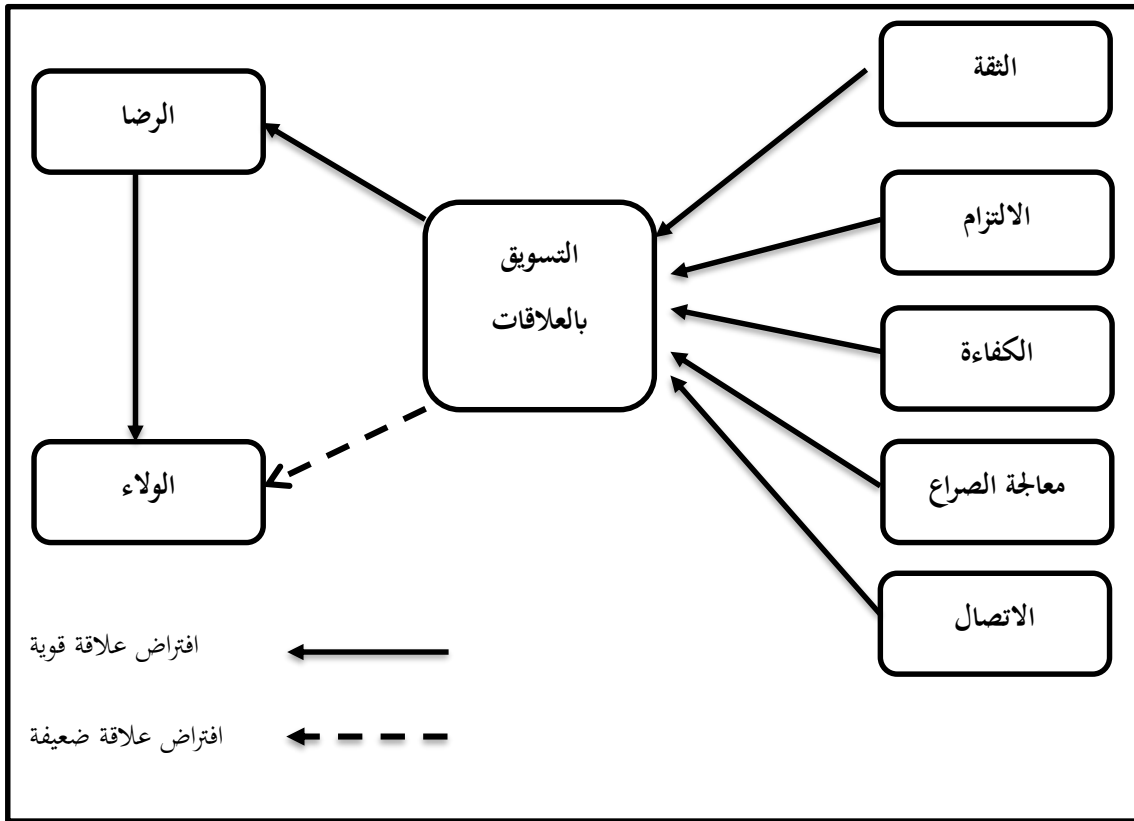 الثقة
الالتزام
الكفاءة
معالجة الصراع
الاتصال
التسويق
بالعلاقات
الرضا
الولاء
افتراض علاقة قوية
افتراض علاقة ضعيفة